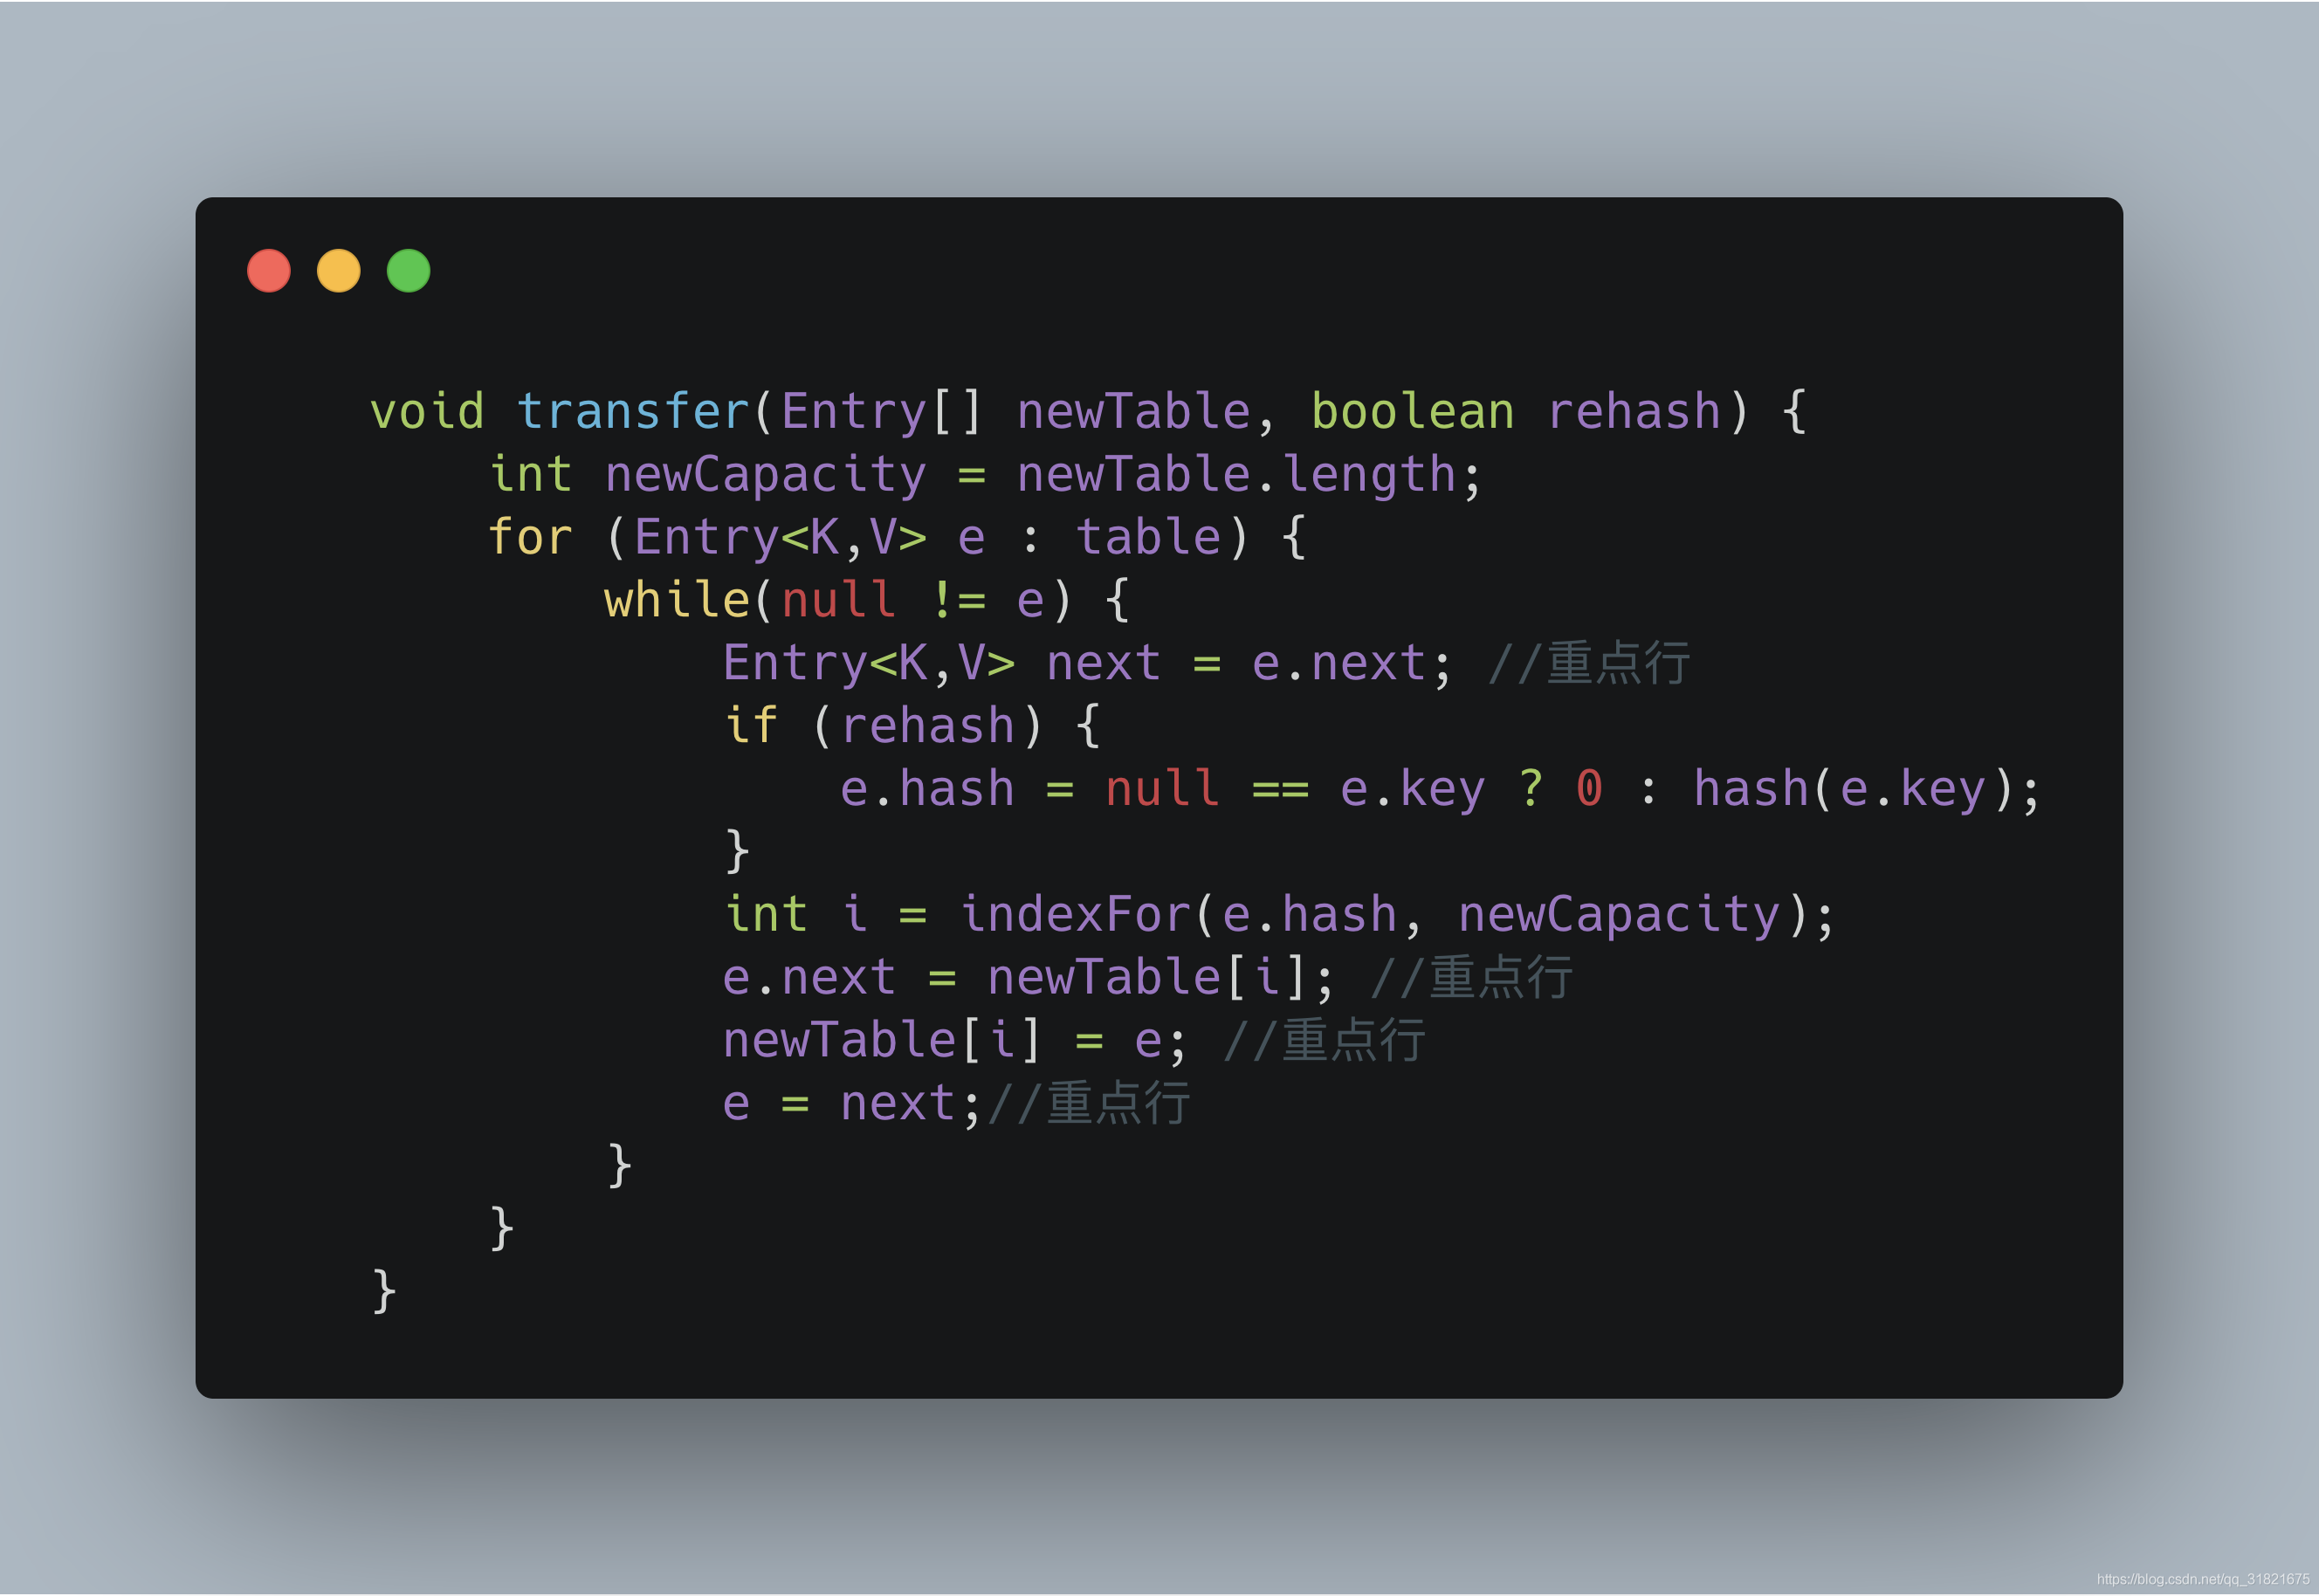 void transfer(Entry[] newTable, boolean rehash) {
int newCapacity = newTable.length;
for (Entry<K,V> e : table) {
while(null != e) {
Entry<K,V> next = e.next; //重点行
if (rehash) {
e.hash = null == e.key ? 0 : hash(e.key);
}
int i = indexFor(e.hash, newCapacity);
e.next = newTable[i]; //重点行
newTable[i] = e; //重点行
e = next;//重点行
}
}
}
https://blog.csdn.net/qq_31821675